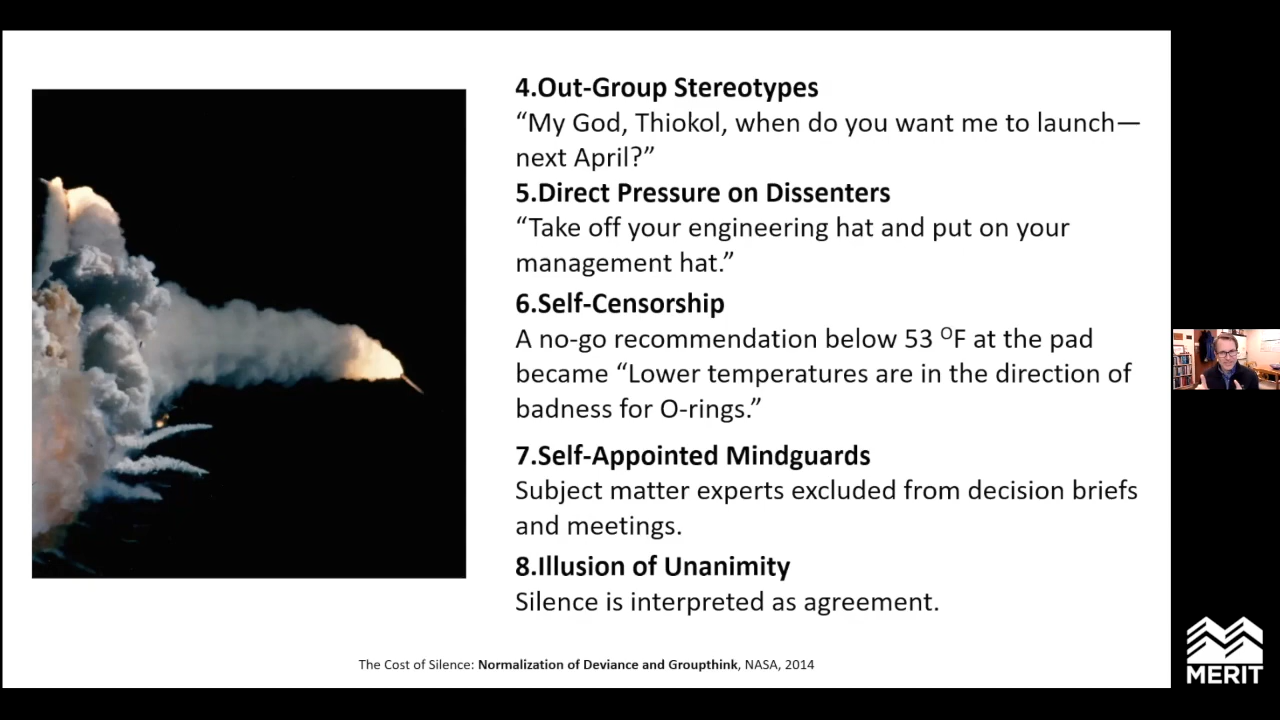 4.Out-Group Stereotypes
“My God, Thiokol, when do you want me to launch—
next April?”
5.Direct Pressure on Dissenters
“Take off your engineering hat and put on your
management hat.”
6.Self-Censorship
A no-go recommendation below 53 ᴼF at the pad
became “Lower temperatures are in the direction of
badness for O-rings.”
7.Self-Appointed Mindguards
Subject matter experts excluded from decision briefs
and meetings.
8.Illusion of Unanimity
Silence is interpreted as agreement.
The Cost of Silence: Normalization of Deviance and Groupthink, NASA, 2014
MERIT